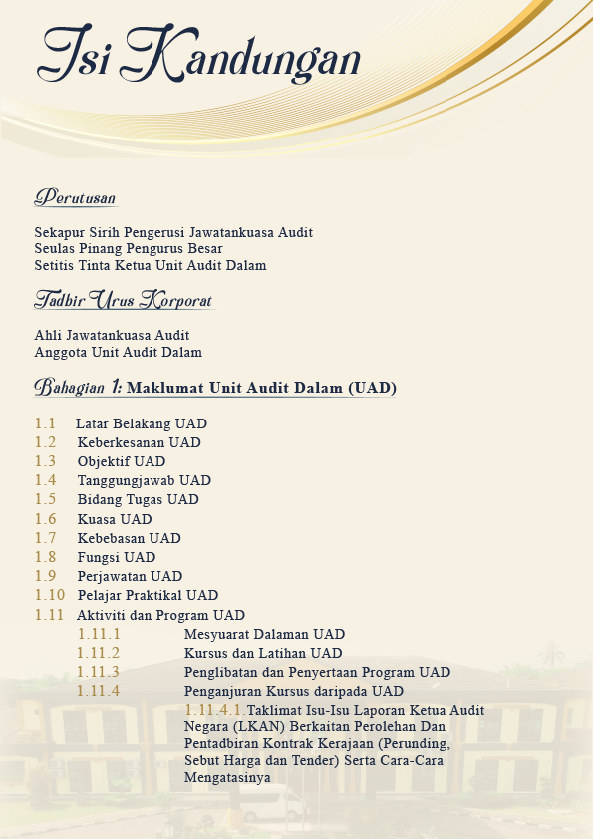 Isi Kandungan
Perutusan
Sekapur Sirih Pengerusi Jawatankuasa Audit
Seulas Pinang Pengurus Besar
Setitis Tinta Ketua Unit Audit Dalam
Tadbir Urus Korporat
Ahli Jawatankuasa Audit
Anggota Unit Audit Dalam
Bahagian 1: Maklumat Unit Audit Dalam (UAD)
1.1 Latar Belakang UAD
1.2 Keberkesanan UAD
1.3 Objektif UAD
1.4 Tanggungjawab UAD
1.5 Bidang Tugas UAD
1.6 Kuasa UAD
1.7 Kebebasan UAD
1.8 Fungsi UAD
1.9 Perjawatan UAD
1.10 Pelajar Praktikal UAD
1.11 Aktiviti dan Program UAD
1.11.1 Mesyuarat Dalaman UAD
1.11.2 Kursus dan Latihan UAD
1.11.3 Penglibatan dan Penyertaan Program UAD
1.11.4 Penganjuran Kursus daripada UAD
1.11.4.1.Taklimat Isu-Isu Laporan Ketua Audit
Negara (LKAN) Berkaitan Perolehan Dan
Pentadbiran Kontrak Kerajaan (Perunding,
Sebut Harga dan Tender) Serta Cara-Cara
Mengatasinya